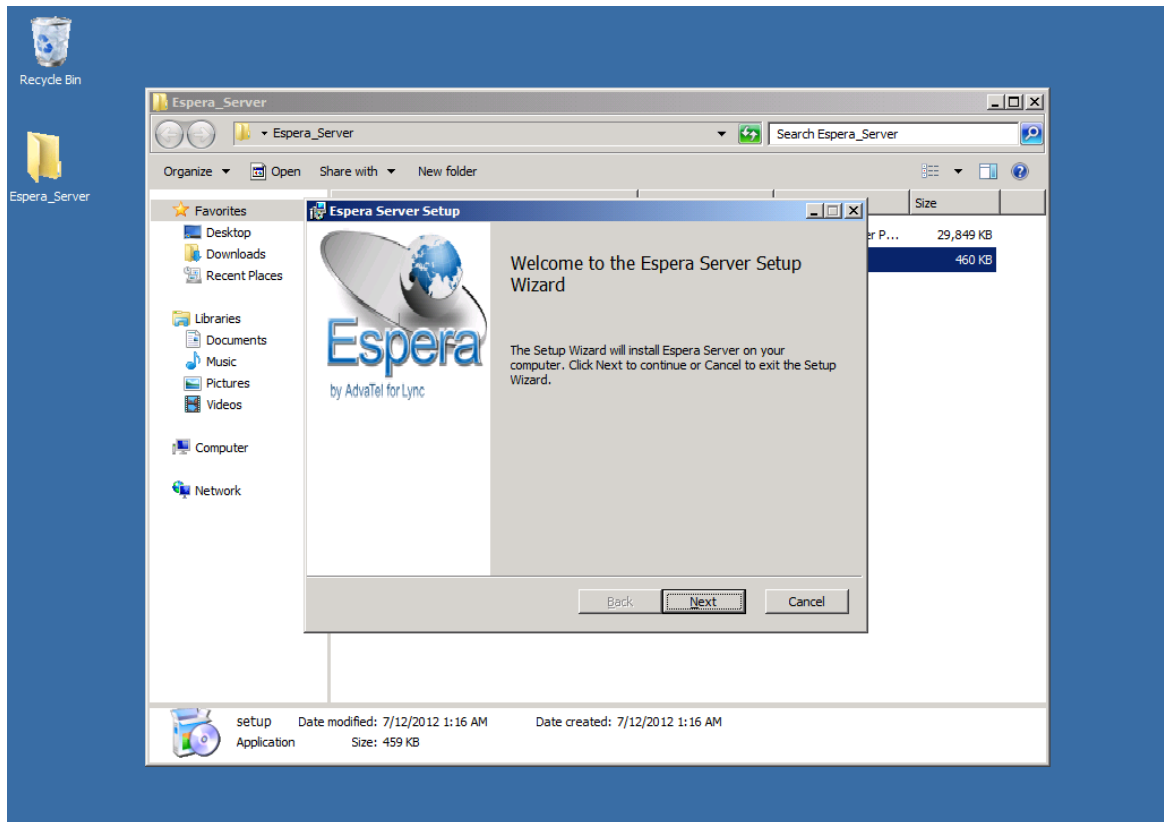 Recycle Bin
Espera_Server
Espera_Server
Espera_Server
Search Espera_Server
Organize
Open
Share with
New folder
Size
Favorites
Desktop
Downloads
Recent Places
Libraries
Documents
Music
Pictures
Videos
Computer
Network
er P...
29,849 KB
460 KB
Espera Server Setup
Espera
by AdvaTel for Lync
Welcome to the Espera Server Setup
Wizard
The Setup Wizard will install Espera Server on your
computer. Click Next to continue or Cancel to exit the Setup
Wizard.
Back
Next
Cancel
setup
Date modified: 7/12/2012 1:16 AM
Date created: 7/12/2012 1:16 AM
Application
Size: 459 KB